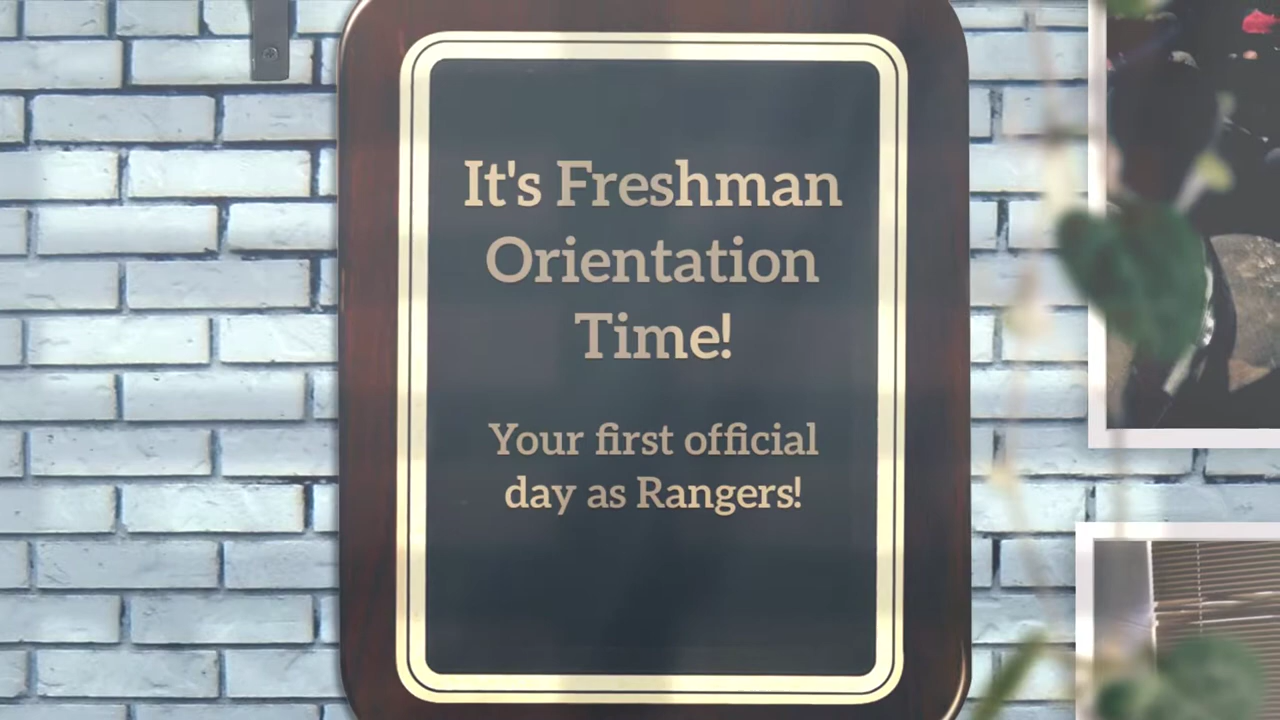 It's Freshman
Orientation
Time!
Your first official
day as Rangers!